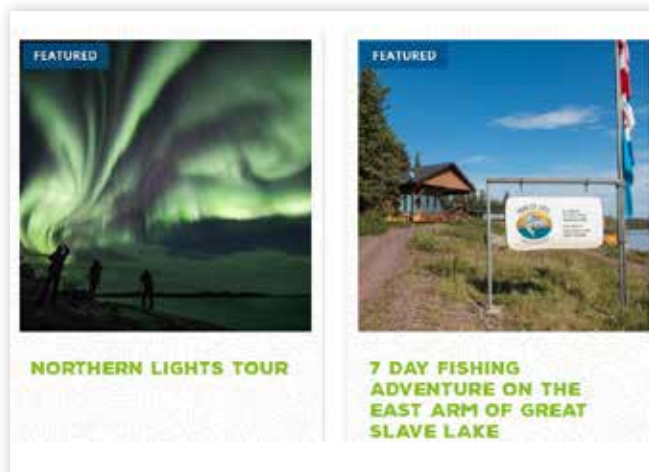 FEATURED
NORTHERN LIGHTS TOUR
FEATURED
7 DAY FISHING
ADVENTURE ON THE
EAST ARM OF GREAT
SLAVE LAKE